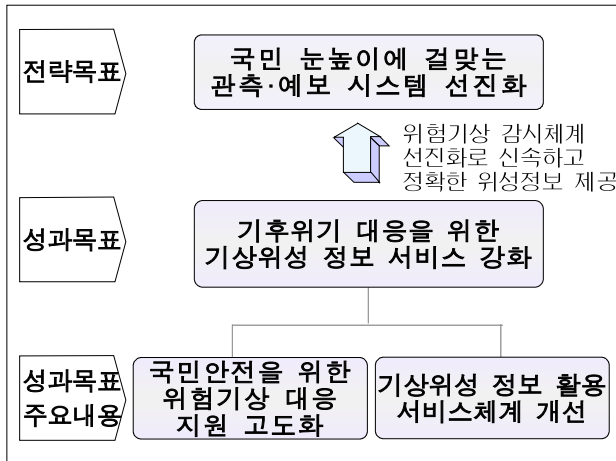 전략목표
국민 눈높이에 걸맞는
관측·예보 시스템 선진화
위험기상 감시체계
선진화로 신속하고
정확한 위성정보 제공
성과목표
기후위기 대응을 위한
기상위성 정보 서비스 강화
성과목표
주요내용
국민안전을 위한
위험기상 대응
지원 고도화
기상위성 정보 활용
서비스체계 개선